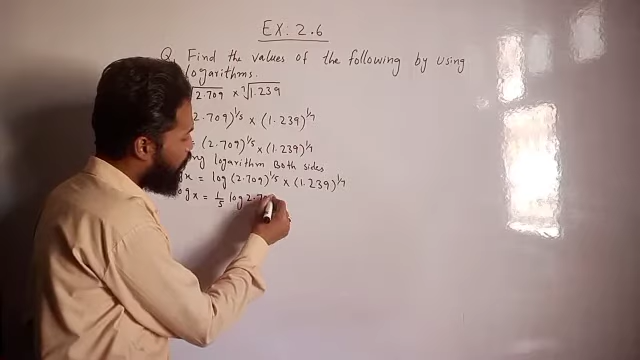 EX: 2.6
Q. Find the values of the following by using
logarithms.
√2.709 × ⁷√1.239
2.709)^1/5 × (1.239)^1/7
(2.709)^1/5 × (1.239)^1/7
logarithm Both sides
x = log (2.709)^1/5 × (1.239)^1/7
og x = 1/5 log 2.7